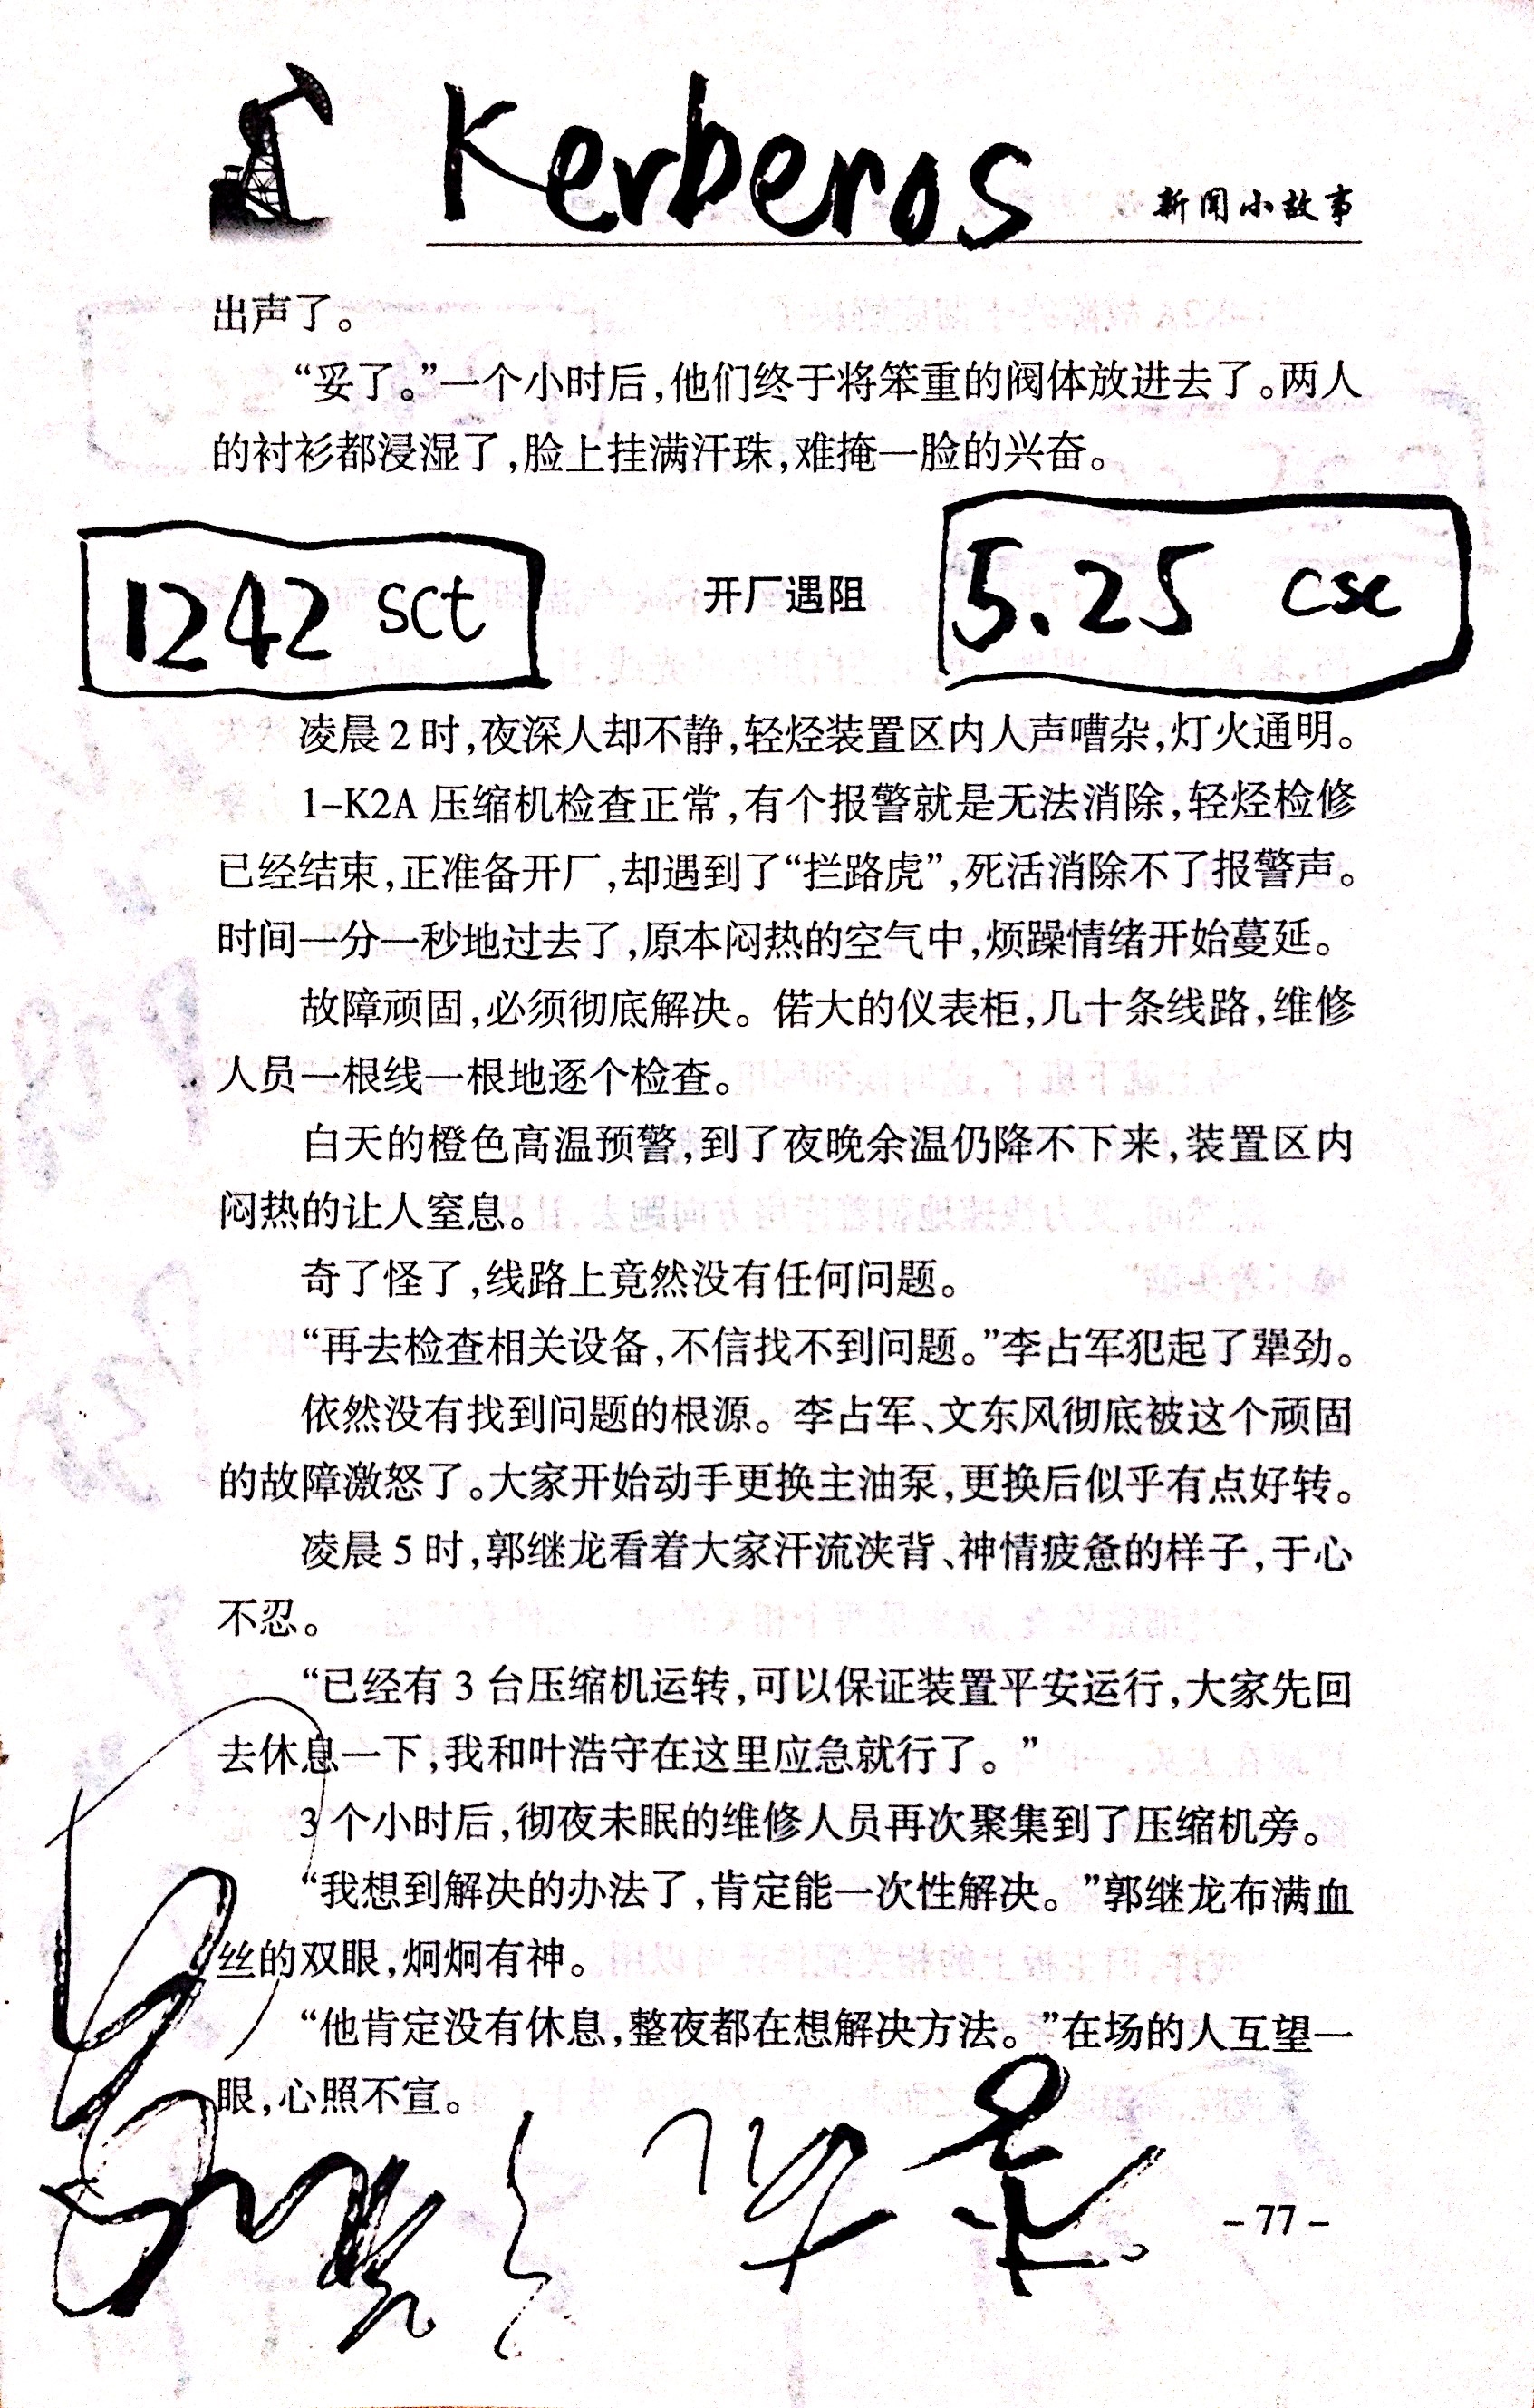 Kerberos
新闻小故事
出声了。
“妥了。”一个小时后,他们终于将笨重的阀体放进去了。两人
的衬衫都浸湿了,脸上挂满汗珠,难掩一脸的兴奋。
1242 sct
开厂遇阻
5.25 csc
凌晨2时,夜深人却不静,轻烃装置区内人声嘈杂,灯火通明。
1-K2A压缩机检查正常,有个报警就是无法消除,轻烃检修
已经结束,正准备开厂,却遇到了“拦路虎”,死活消除不了报警声。
时间一分一秒地过去了,原本闷热的空气中,烦躁情绪开始蔓延。
故障顽固,必须彻底解决。偌大的仪表柜,几十条线路,维修
人员一根线一根地逐个检查。
白天的橙色高温预警,到了夜晚余温仍降不下来,装置区内
闷热的让人窒息。
奇了怪了,线路上竟然没有任何问题。
“再去检查相关设备,不信找不到问题。”李占军犯起了犟劲。
依然没有找到问题的根源。李占军、文东风彻底被这个顽固
的故障激怒了。大家开始动手更换主油泵,更换后似乎有点好转。
凌晨5时,郭继龙看着大家汗流浃背、神情疲惫的样子,于心
不忍。
“已经有3台压缩机运转,可以保证装置平安运行,大家先回
去休息一下,我和叶浩守在这里应急就行了。”
3个小时后,彻夜未眠的维修人员再次聚集到了压缩机旁。
“我想到解决的办法了,肯定能一次性解决。”郭继龙布满血
丝的双眼,炯炯有神。
“他肯定没有休息,整夜都在想解决方法。”在场的人互望一
眼,心照不宣。
-77-